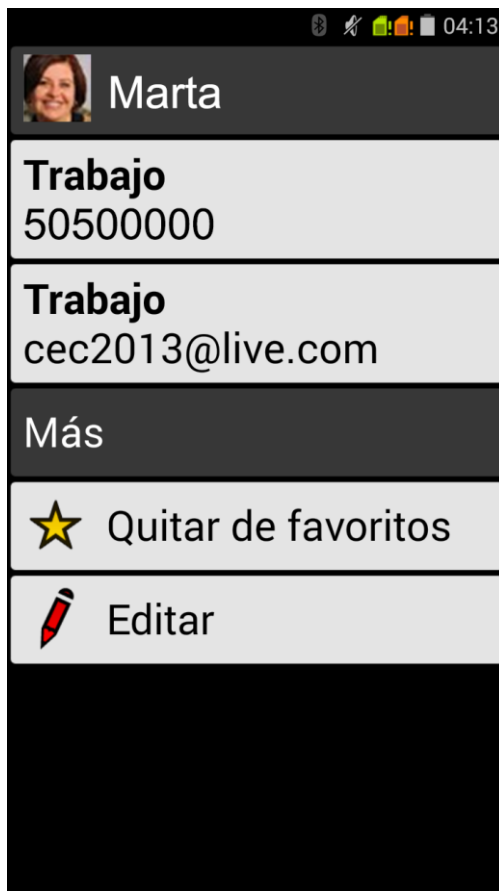 04:13
Marta
Trabajo
50500000
Trabajo
cec2013@live.com
Más
Quitar de favoritos
Editar